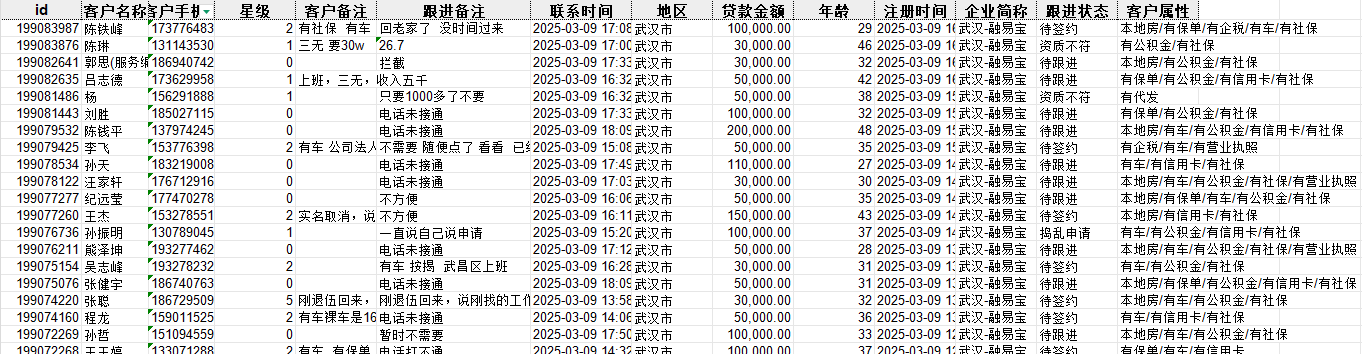 id 客户名称 客户手机 星级 客户备注 跟进备注 联系时间 地区 贷款金额 年龄 注册时间 企业简称 跟进状态 客户属性
199083987 陈铁峰 173776483 2 有社保 有车 回老家了 没时间过来 2025-03-09 17:08 武汉市 100,000.00 29 2025-03-09 16 武汉-融易宝 待签约 本地房/有保单/有企税/有车/有社保
199083876 陈琳 131143530 1 三无 要30w 26.7 2025-03-09 17:00 武汉市 30,000.00 46 2025-03-09 16 武汉-融易宝 资质不符 有公积金/有社保
199082641 郭思(服务编 186940742 0 拦截 2025-03-09 17:33 武汉市 30,000.00 32 2025-03-09 16 武汉-融易宝 待跟进 本地房/有公积金/有社保
199082635 吕志德 173629958 1 上班，三无，收入五千 2025-03-09 16:32 武汉市 50,000.00 42 2025-03-09 16 武汉-融易宝 待跟进 有保单/有公积金/有信用卡/有社保
199081486 杨 156291888 1 只要1000多了不要 2025-03-09 16:32 武汉市 50,000.00 38 2025-03-09 15 武汉-融易宝 资质不符 有代发
199081443 刘胜 185027115 0 电话未接通 2025-03-09 17:33 武汉市 100,000.00 32 2025-03-09 15 武汉-融易宝 待跟进 有保单/有公积金/有社保
199079532 陈钱平 137974245 0 电话未接通 2025-03-09 18:09 武汉市 200,000.00 48 2025-03-09 15 武汉-融易宝 待跟进 本地房/有车/有公积金/有信用卡/有社保
199079425 李飞 153776398 2 有车 公司法人 不需要 随便点了 看看 已经 2025-03-09 15:08 武汉市 50,000.00 35 2025-03-09 15 武汉-融易宝 待签约 有企税/有车/有营业执照
199078534 孙天 183219008 0 电话未接通 2025-03-09 17:49 武汉市 110,000.00 27 2025-03-09 14 武汉-融易宝 待跟进 有车/有信用卡/有社保
199078122 汪家轩 176712916 0 电话未接通 2025-03-09 17:03 武汉市 30,000.00 30 2025-03-09 14 武汉-融易宝 待跟进 本地房/有车/有公积金/有社保/有营业执照
199077277 纪远莹 177470278 0 不方便 2025-03-09 16:06 武汉市 50,000.00 35 2025-03-09 14 武汉-融易宝 待跟进 本地房/有保单/有车/有公积金/有社保
199077260 王杰 153278551 2 实名取消，说 不方便 2025-03-09 16:11 武汉市 150,000.00 43 2025-03-09 14 武汉-融易宝 待签约 本地房/有信用卡/有社保
199076736 孙振明 130789045 1 一直说自己说申请 2025-03-09 15:20 武汉市 100,000.00 37 2025-03-09 14 武汉-融易宝 捣乱申请 有车/有公积金/有信用卡/有社保
199076211 熊泽坤 193277462 0 电话未接通 2025-03-09 17:12 武汉市 50,000.00 28 2025-03-09 13 武汉-融易宝 待跟进 本地房/有车/有公积金/有社保/有营业执照
199075154 吴志峰 193278232 2 有车 按揭 武昌区上班 2025-03-09 16:28 武汉市 30,000.00 31 2025-03-09 13 武汉-融易宝 待签约 有车/有公积金/有社保
199075076 张健宇 186740763 0 电话未接通 2025-03-09 18:09 武汉市 50,000.00 31 2025-03-09 13 武汉-融易宝 待跟进 本地房/有保单/有公积金/有信用卡/有社保
199074220 张聪 186729509 5 刚退伍回来， 刚退伍回来，说刚找的工作 2025-03-09 13:58 武汉市 30,000.00 32 2025-03-09 13 武汉-融易宝 待签约 本地房/有保单/有公积金/有社保
199074160 程龙 159011525 2 有车裸车是16 电话未接通 2025-03-09 14:06 武汉市 50,000.00 36 2025-03-09 13 武汉-融易宝 待签约 有车/有信用卡/有社保
199072269 孙哲 151094559 0 暂时不需要 2025-03-09 17:50 武汉市 100,000.00 33 2025-03-09 12 武汉-融易宝 待跟进 本地房/有车/有公积金/有社保
199072268 133071288 2 有车 有保单 电话打不通 2025-03-09 14:32 武汉市 100,000.00 37 2025-03-09 12 武汉-融易宝 待签约 有保单/有车/有信用卡